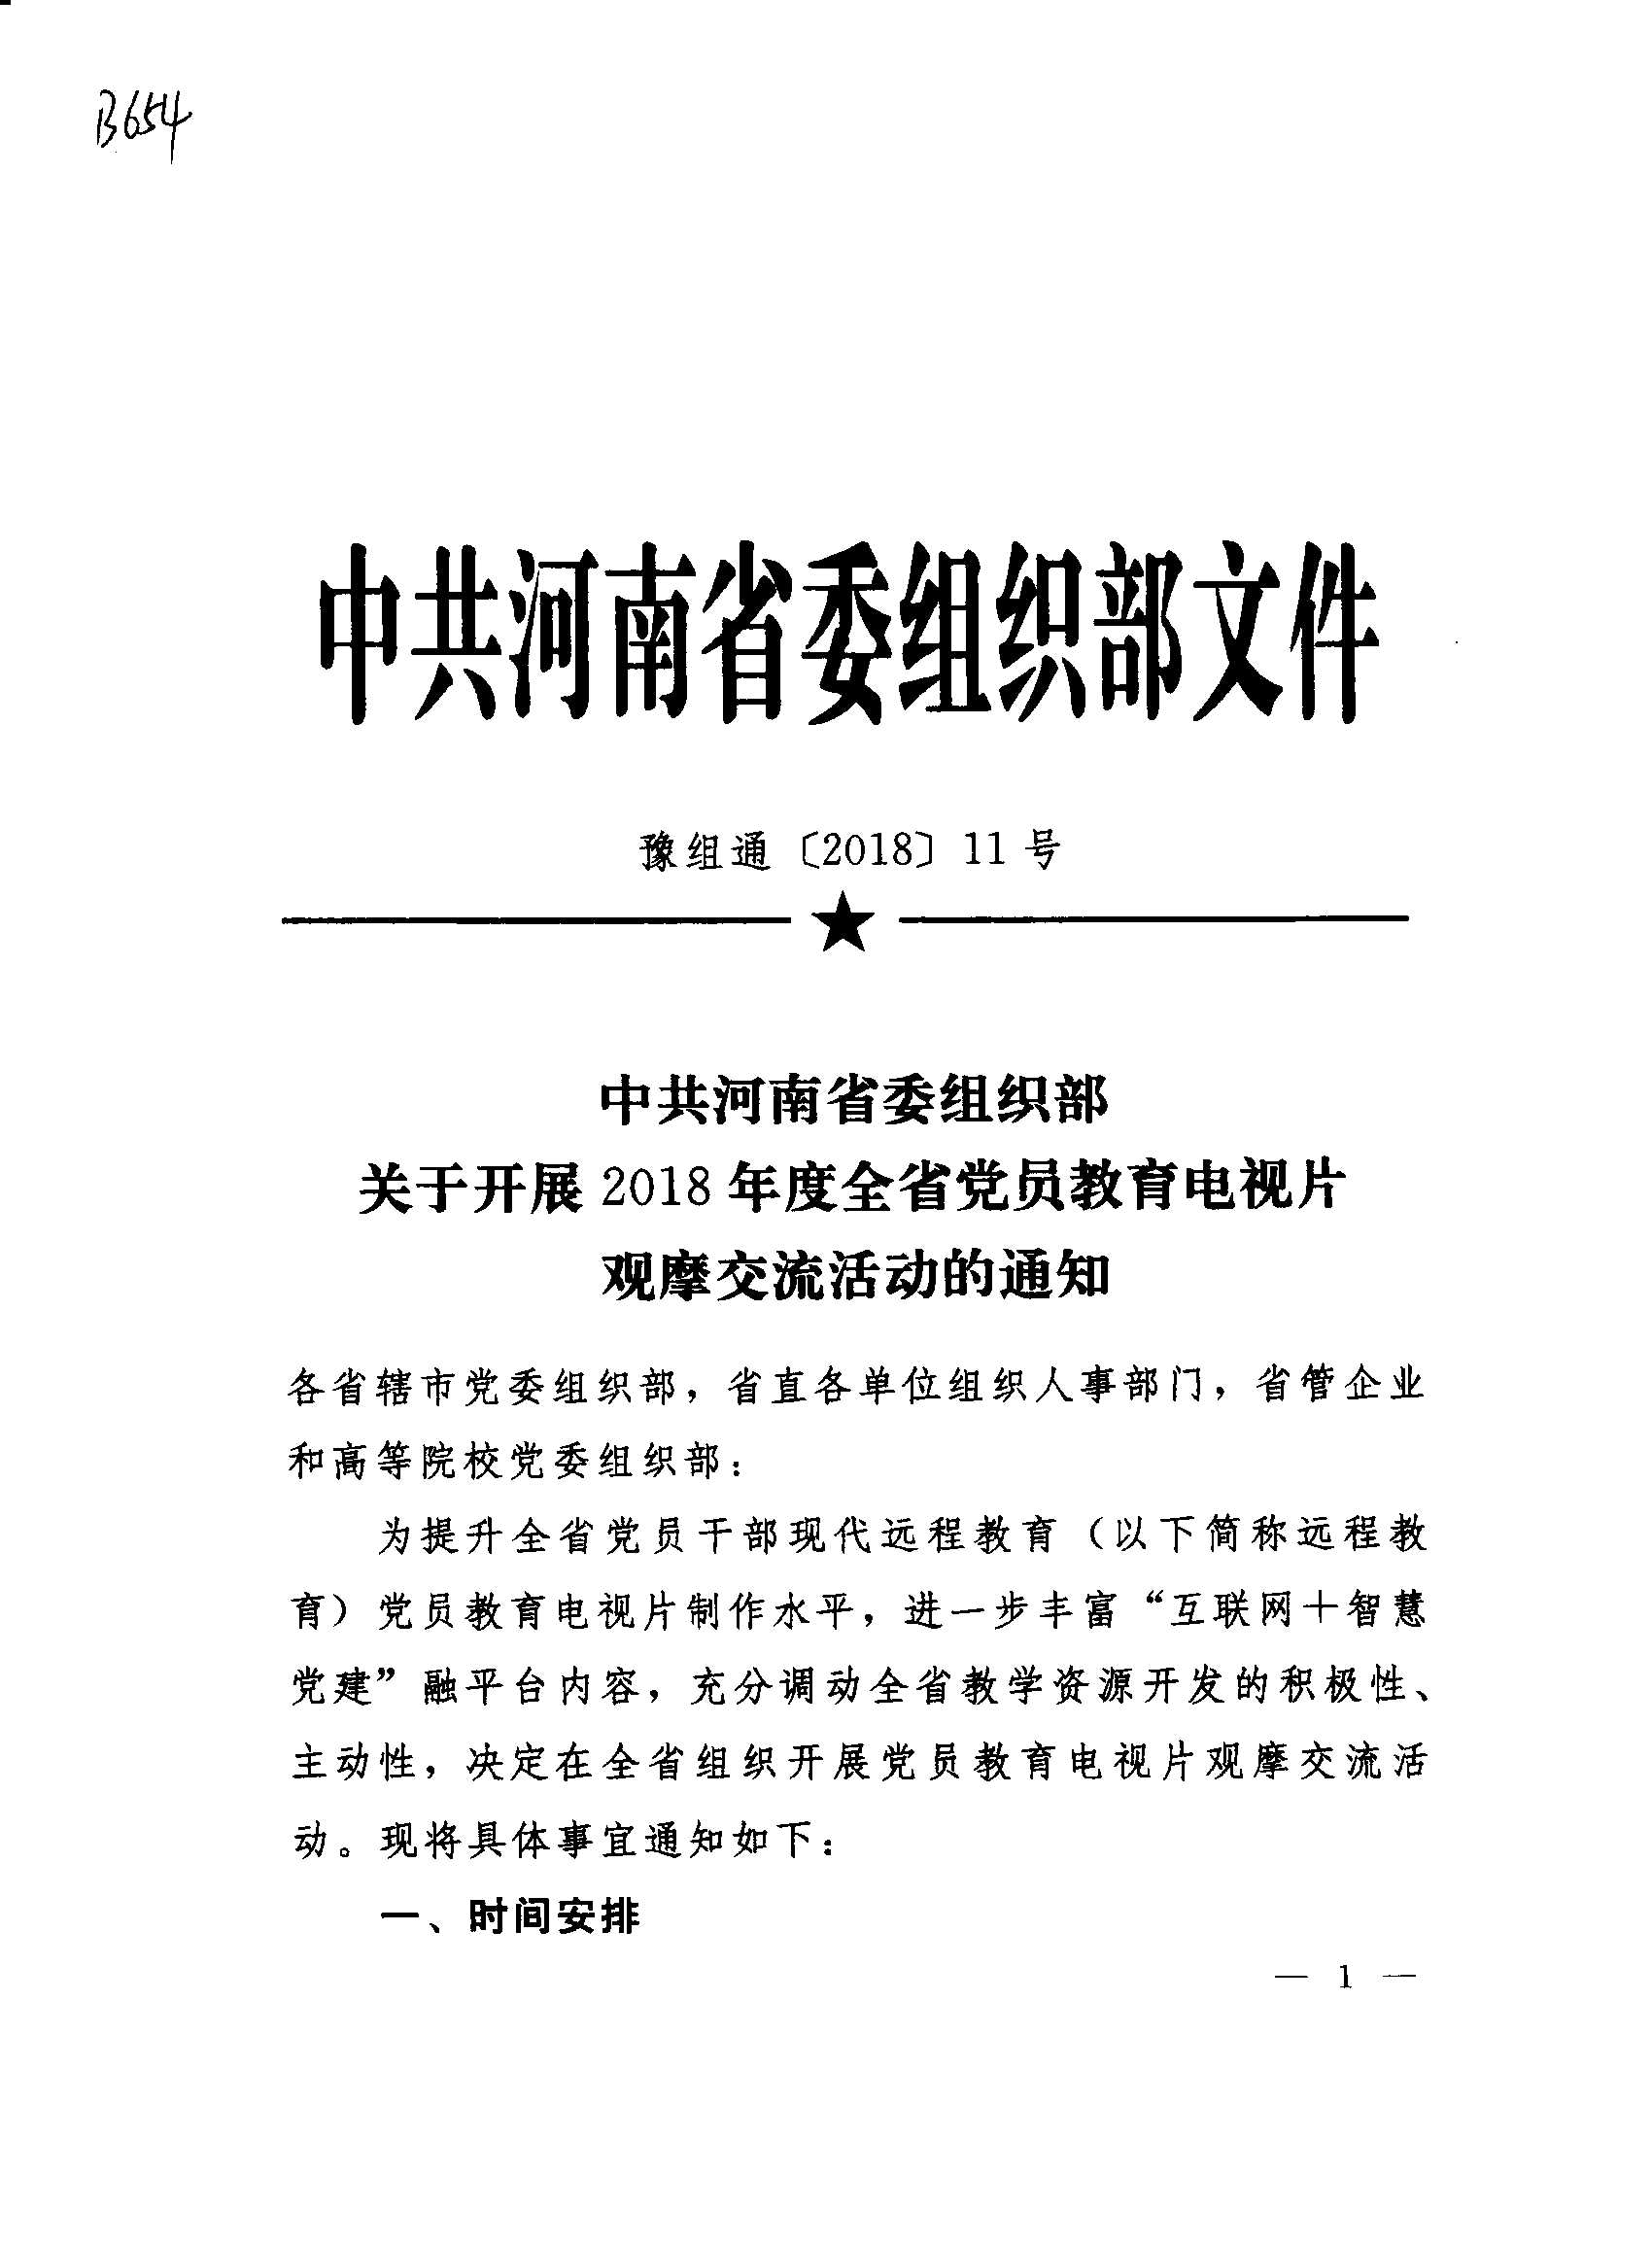 B654
中共河南省委组织部文件
豫组通〔2018〕11号
中共河南省委组织部
关于开展2018年度全省党员教育电视片
观摩交流活动的通知
各省辖市党委组织部，省直各单位组织人事部门，省管企业
和高等院校党委组织部：
为提升全省党员干部现代远程教育（以下简称远程教
育）党员教育电视片制作水平，进一步丰富“互联网＋智慧
党建”融平台内容，充分调动全省教学资源开发的积极性、
主动性，决定在全省组织开展党员教育电视片观摩交流活
动。现将具体事宜通知如下：
一、时间安排
— 1 —